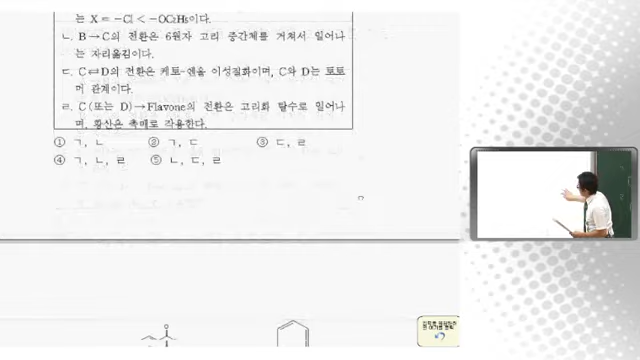 는 X = −Cl < −OC₂H₅이다.
ㄴ. B→C의 전환은 6원자 고리 중간체를 거쳐서 일어나
는 자리옮김이다.
ㄷ. C⇌D의 전환은 케토-엔올 이성질화이며, C와 D는 토토
머 관계이다.
ㄹ. C(또는 D)→Flavone의 전환은 고리화 탈수로 일어나
며, 황산은 촉매로 작용한다.
① ㄱ, ㄴ ② ㄱ, ㄷ ③ ㄷ, ㄹ
④ ㄱ, ㄴ, ㄹ ⑤ ㄴ, ㄷ, ㄹ